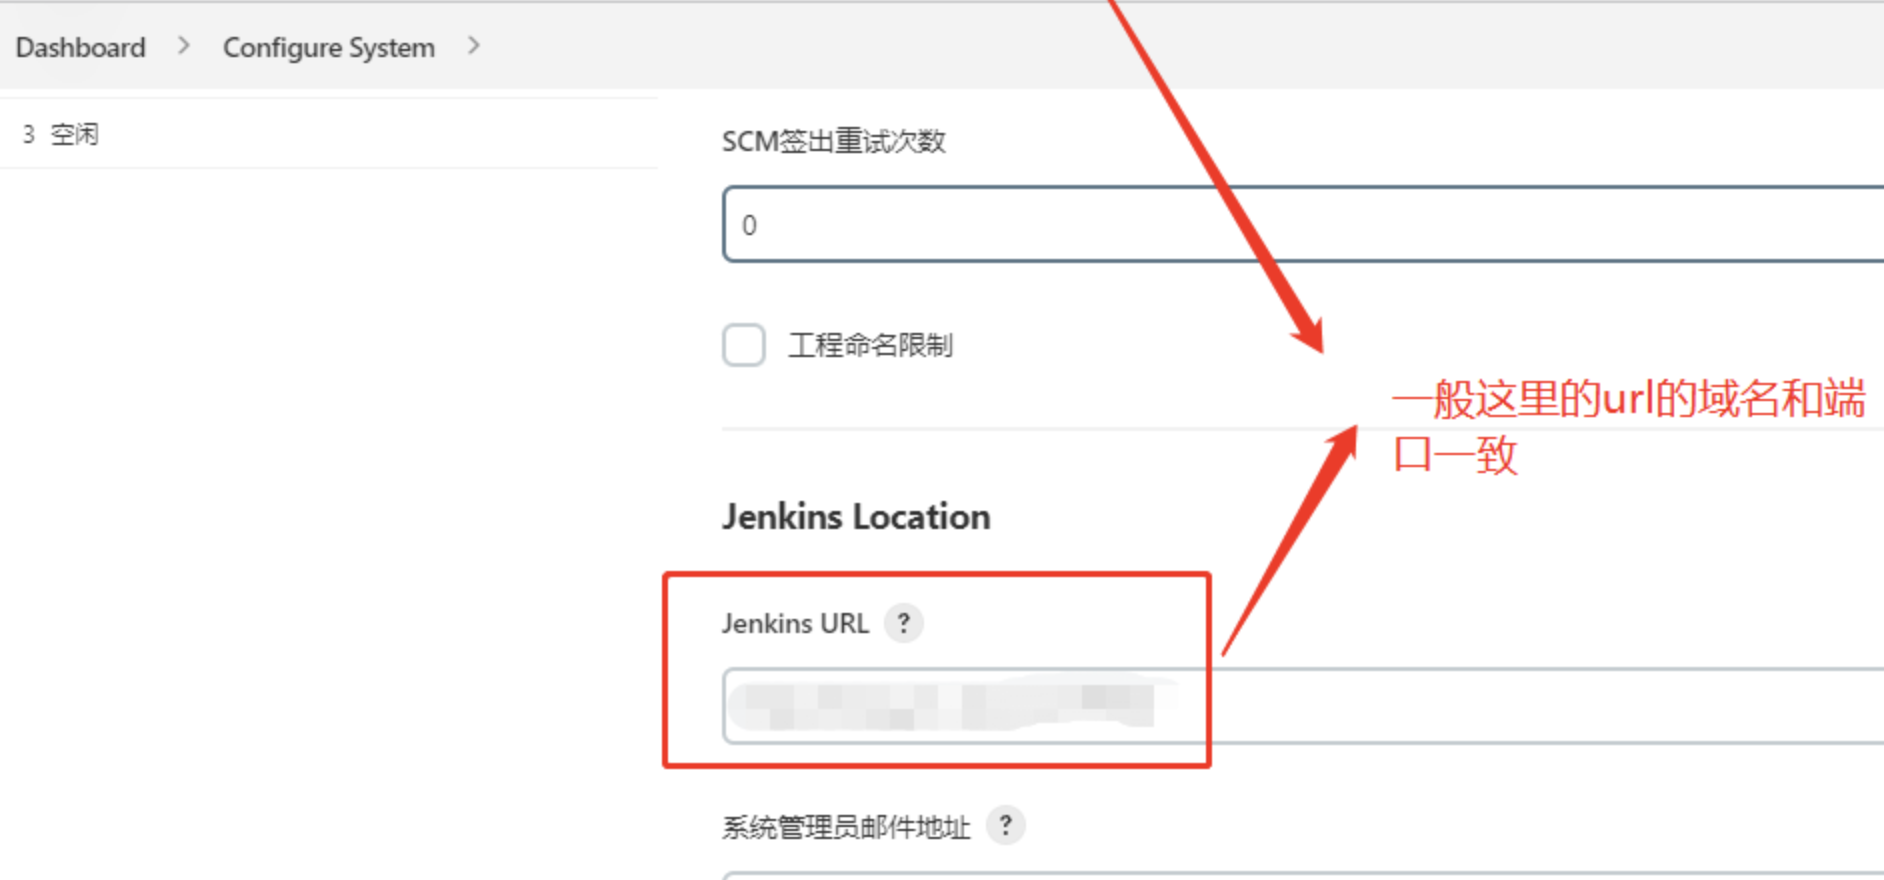 Dashboard > Configure System >
3 空闲
SCM签出重试次数
0
工程命名限制
一般这里的url的域名和端
口一致
Jenkins Location
Jenkins URL ?
系统管理员邮件地址 ?